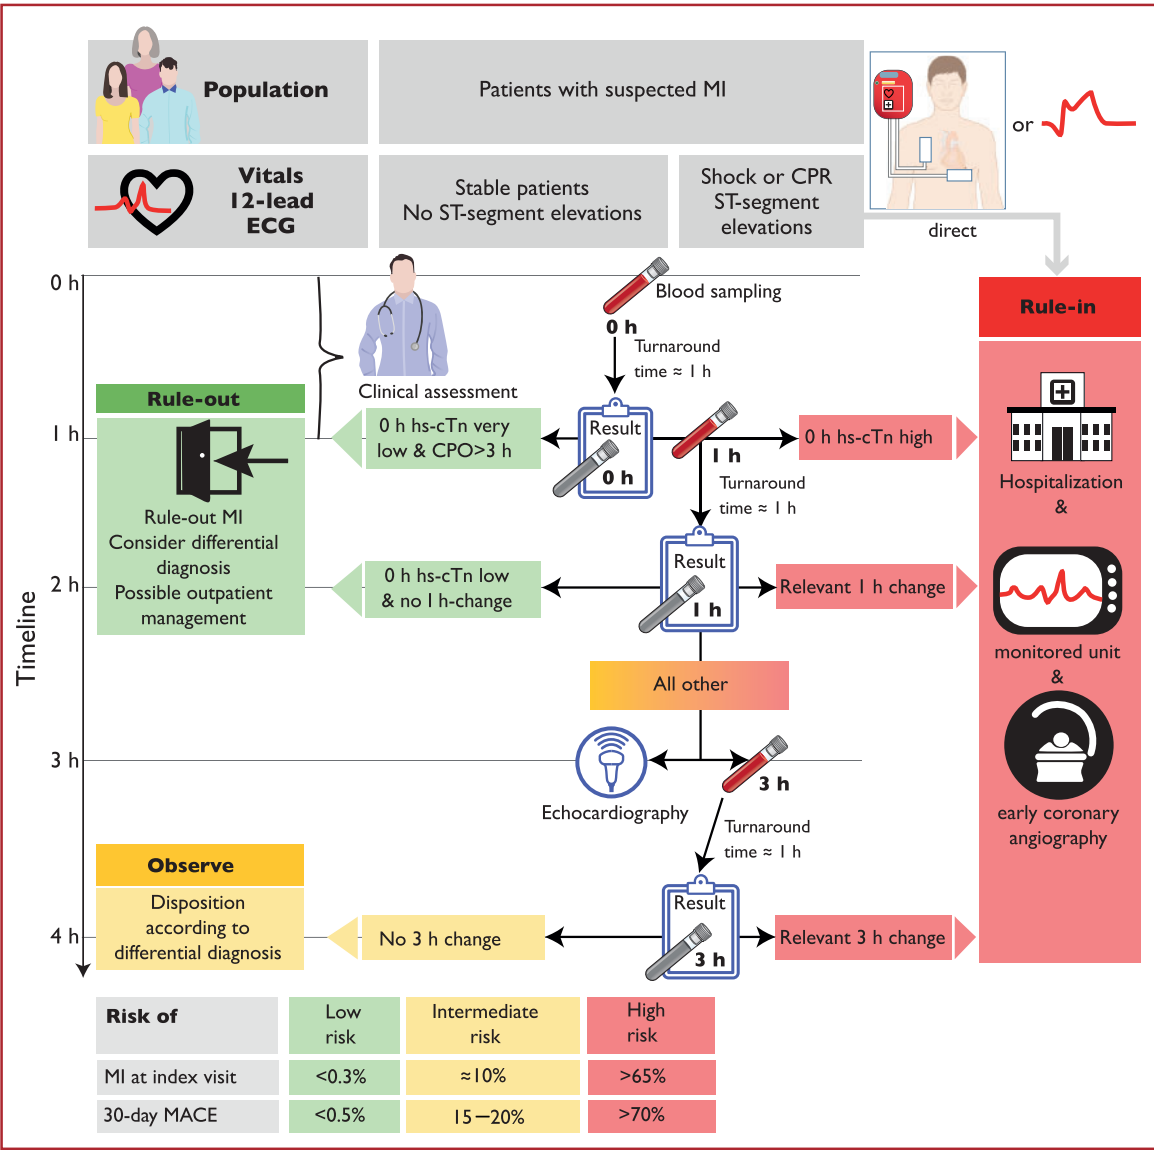 Population
Patients with suspected MI
or
Vitals
12-lead
ECG
Stable patients
No ST-segment elevations
Shock or CPR
ST-segment
elevations
direct
0 h
Blood sampling
0 h
Turnaround
time ≈ 1 h
Clinical assessment
Rule-in
Rule-out
1 h
0 h hs-cTn very
low & CPO>3 h
Result
0 h
1 h
0 h hs-cTn high
Turnaround
time ≈ 1 h
Hospitalization
&
Rule-out MI
Consider differential
diagnosis
Possible outpatient
management
Timeline
2 h
0 h hs-cTn low
& no 1 h-change
Result
1 h
Relevant 1 h change
monitored unit
&
All other
3 h
Echocardiography
3 h
early coronary
angiography
Turnaround
time ≈ 1 h
Observe
Disposition
according to
differential diagnosis
4 h
No 3 h change
Result
3 h
Relevant 3 h change
Risk of
Low
risk
Intermediate
risk
High
risk
MI at index visit
<0.3%
≈10%
>65%
30-day MACE
<0.5%
15–20%
>70%